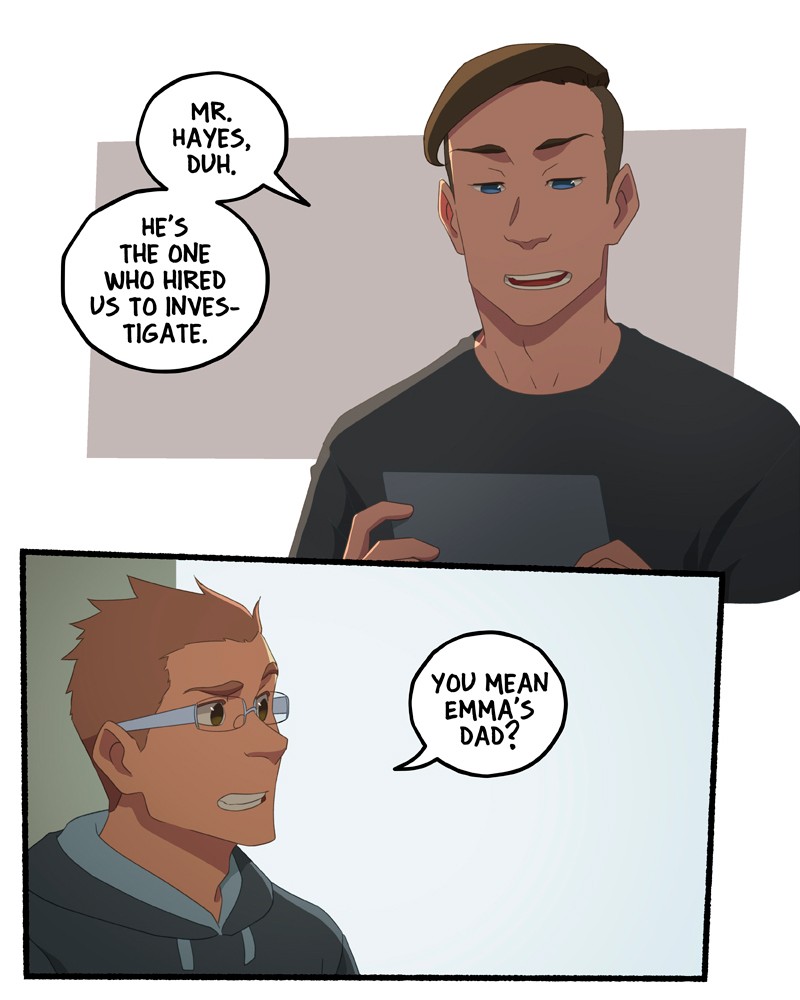 MR.
HAYES,
DUH.
HE'S
THE ONE
WHO HIRED
US TO INVES-
TIGATE.
YOU MEAN
EMMA'S
DAD?